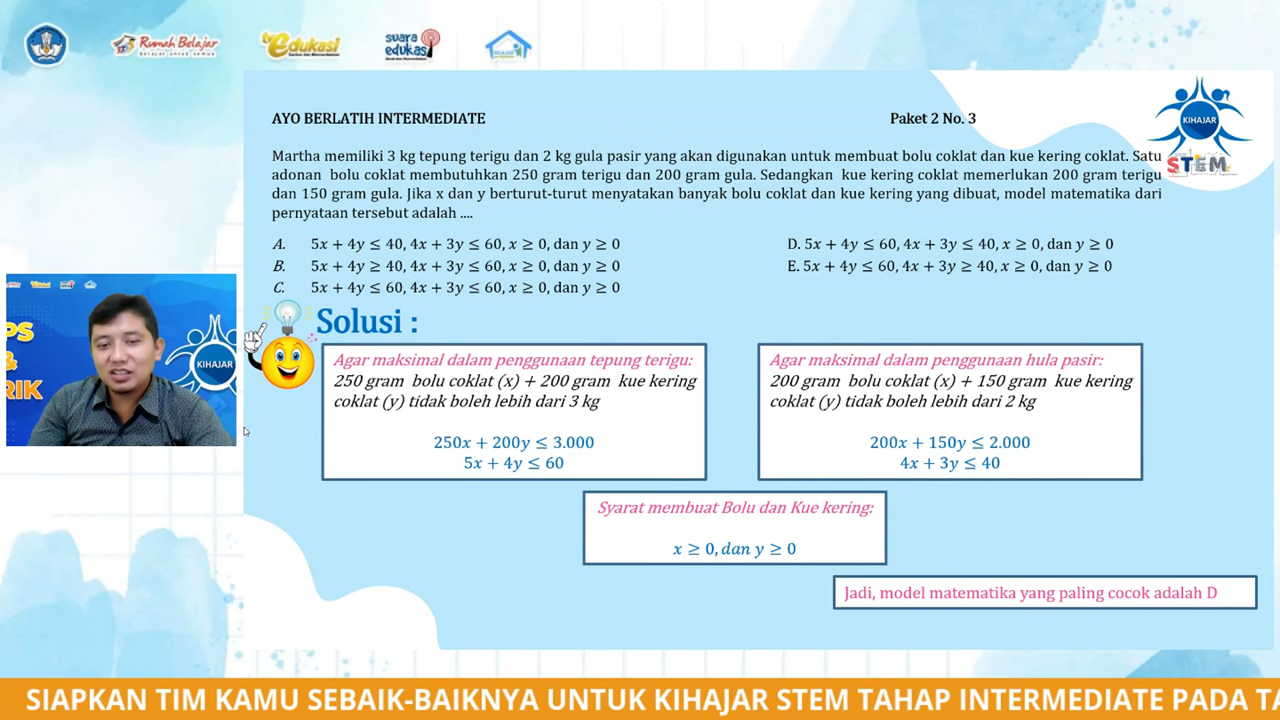 Rumah Belajar
Belajar untuk semua
tv edukasi
Santun dan Mencerdaskan
suara
edukasi
AYO BERLATIH INTERMEDIATE
Paket 2 No. 3
KIHAJAR
STEM
Martha memiliki 3 kg tepung terigu dan 2 kg gula pasir yang akan digunakan untuk membuat bolu coklat dan kue kering coklat. Satu
adonan bolu coklat membutuhkan 250 gram terigu dan 200 gram gula. Sedangkan kue kering coklat memerlukan 200 gram terigu
dan 150 gram gula. Jika x dan y berturut-turut menyatakan banyak bolu coklat dan kue kering yang dibuat, model matematika dari
pernyataan tersebut adalah ....
A. 5x + 4y ≤ 40, 4x + 3y ≤ 60, x ≥ 0, dan y ≥ 0
B. 5x + 4y ≥ 40, 4x + 3y ≤ 60, x ≥ 0, dan y ≥ 0
C. 5x + 4y ≤ 60, 4x + 3y ≤ 60, x ≥ 0, dan y ≥ 0
D. 5x + 4y ≤ 60, 4x + 3y ≤ 40, x ≥ 0, dan y ≥ 0
E. 5x + 4y ≤ 60, 4x + 3y ≥ 40, x ≥ 0, dan y ≥ 0
Solusi :
Agar maksimal dalam penggunaan tepung terigu:
250 gram bolu coklat (x) + 200 gram kue kering
coklat (y) tidak boleh lebih dari 3 kg
250x + 200y ≤ 3.000
5x + 4y ≤ 60
Agar maksimal dalam penggunaan hula pasir:
200 gram bolu coklat (x) + 150 gram kue kering
coklat (y) tidak boleh lebih dari 2 kg
200x + 150y ≤ 2.000
4x + 3y ≤ 40
Syarat membuat Bolu dan Kue kering:
x ≥ 0, dan y ≥ 0
Jadi, model matematika yang paling cocok adalah D
PS
&
RIK
KIHAJAR
SIAPKAN TIM KAMU SEBAIK-BAIKNYA UNTUK KIHAJAR STEM TAHAP INTERMEDIATE PADA TA